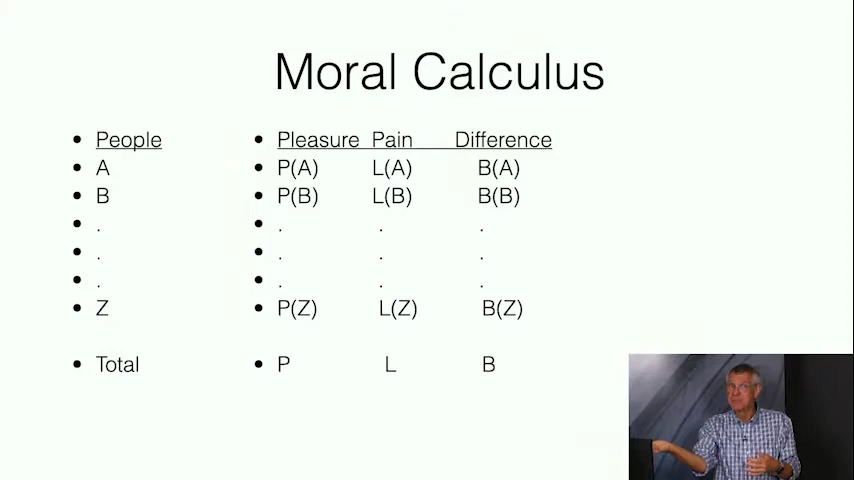 Moral Calculus
• People • Pleasure Pain Difference
• A • P(A) L(A) B(A)
• B • P(B) L(B) B(B)
• . • . . .
• . • . . .
• . • . . .
• Z • P(Z) L(Z) B(Z)
• Total • P L B